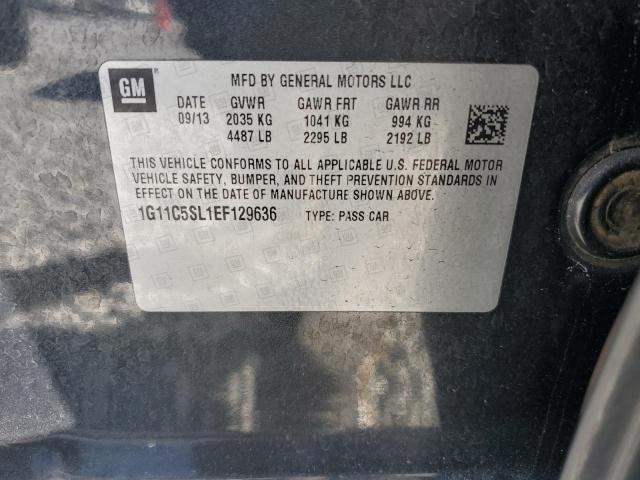 GM
MFD BY GENERAL MOTORS LLC
DATE GVWR GAWR FRT GAWR RR
09/13 2035 KG 1041 KG 994 KG
4487 LB 2295 LB 2192 LB
THIS VEHICLE CONFORMS TO ALL APPLICABLE U.S. FEDERAL MOTOR
VEHICLE SAFETY, BUMPER, AND THEFT PREVENTION STANDARDS IN
EFFECT ON THE DATE OF MANUFACTURE SHOWN ABOVE.
1G11C5SL1EF129636 TYPE: PASS CAR